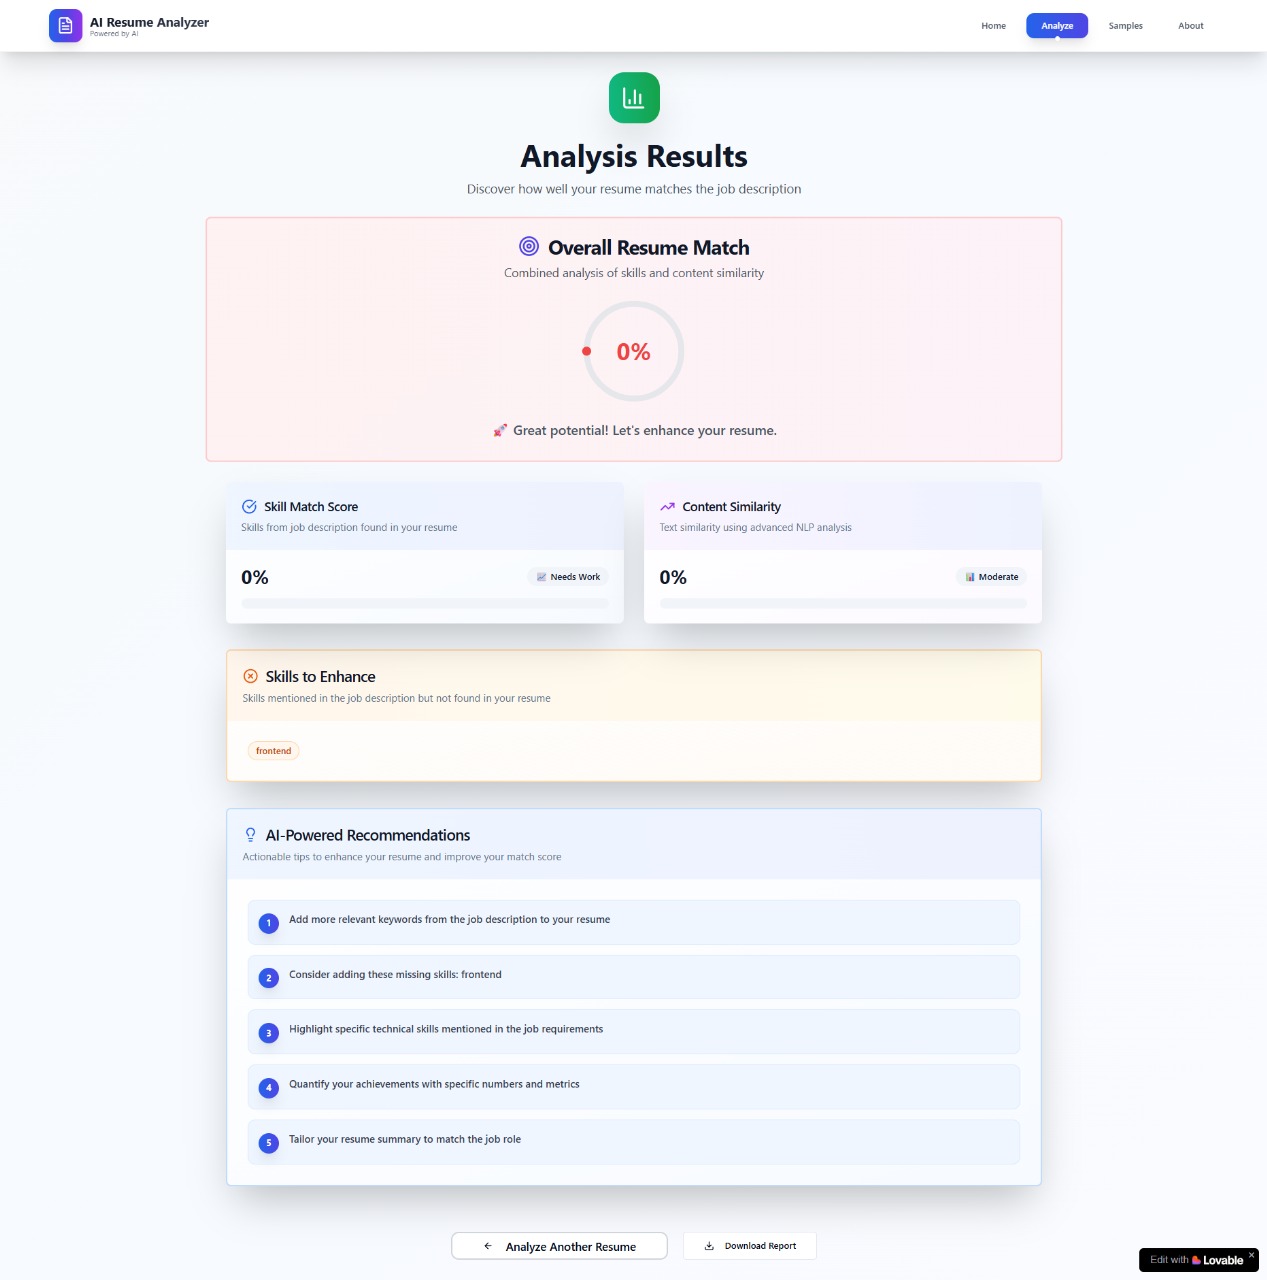 AI Resume Analyzer
Powered by AI
Home
Analyze
Samples
About
Analysis Results
Discover how well your resume matches the job description
Overall Resume Match
Combined analysis of skills and content similarity
0%
🚀 Great potential! Let's enhance your resume.
Skill Match Score
Skills from job description found in your resume
0%
Needs Work
Content Similarity
Text similarity using advanced NLP analysis
0%
Moderate
Skills to Enhance
Skills mentioned in the job description but not found in your resume
frontend
AI-Powered Recommendations
Actionable tips to enhance your resume and improve your match score
1 Add more relevant keywords from the job description to your resume
2 Consider adding these missing skills: frontend
3 Highlight specific technical skills mentioned in the job requirements
4 Quantify your achievements with specific numbers and metrics
5 Tailor your resume summary to match the job role
Analyze Another Resume
Download Report
Edit with Lovable